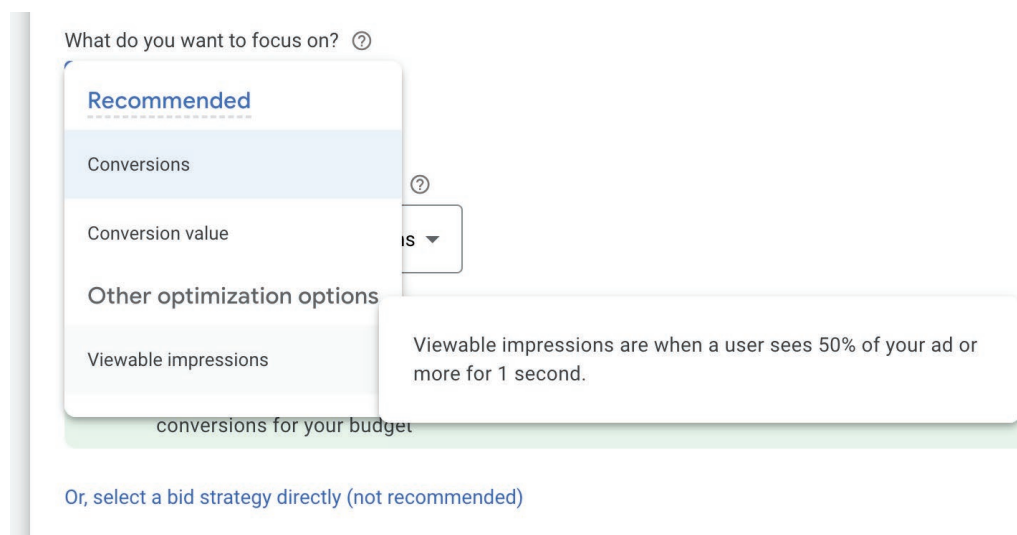 What do you want to focus on?
Recommended
Conversions
Conversion value
Other optimization options
Viewable impressions
Viewable impressions are when a user sees 50% of your ad or
more for 1 second.
conversions for your budget
Or, select a bid strategy directly (not recommended)